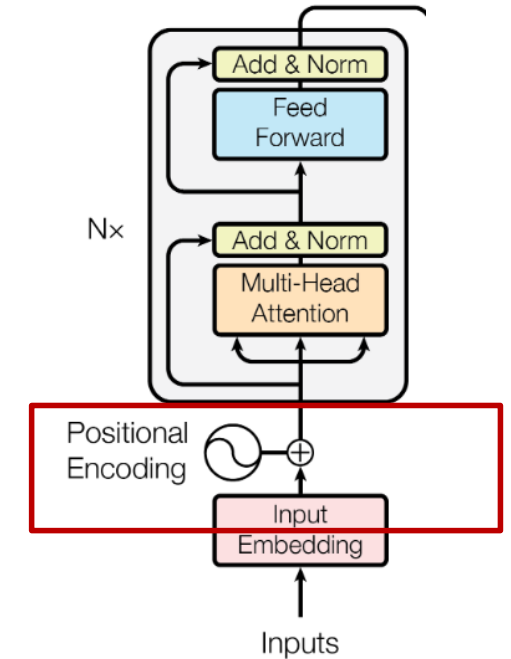 Add & Norm
Feed
Forward
Nx
Add & Norm
Multi-Head
Attention
Positional
Encoding
Input
Embedding
Inputs